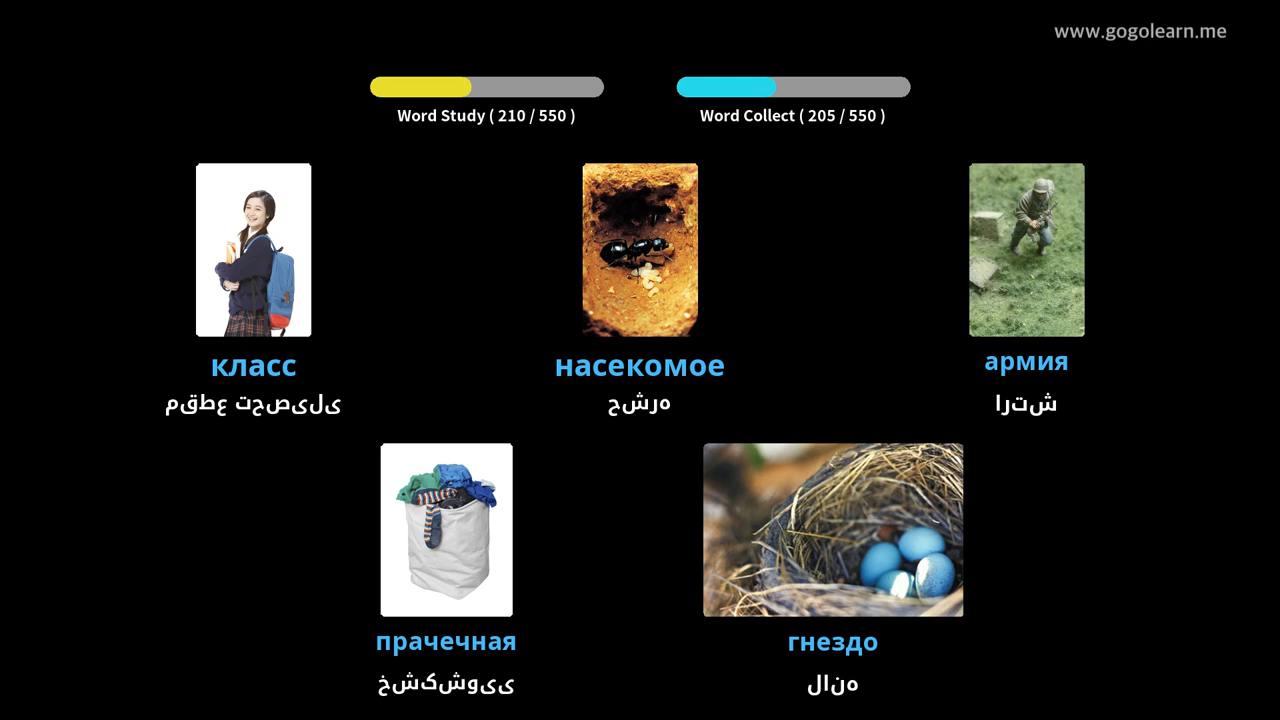 www.gogolearn.me
Word Study ( 210 / 550 )
Word Collect ( 205 / 550 )
класс
مقطع تحصیلی
насекомое
حشره
армия
ارتش
прачечная
خشکشویی
гнездо
لانه